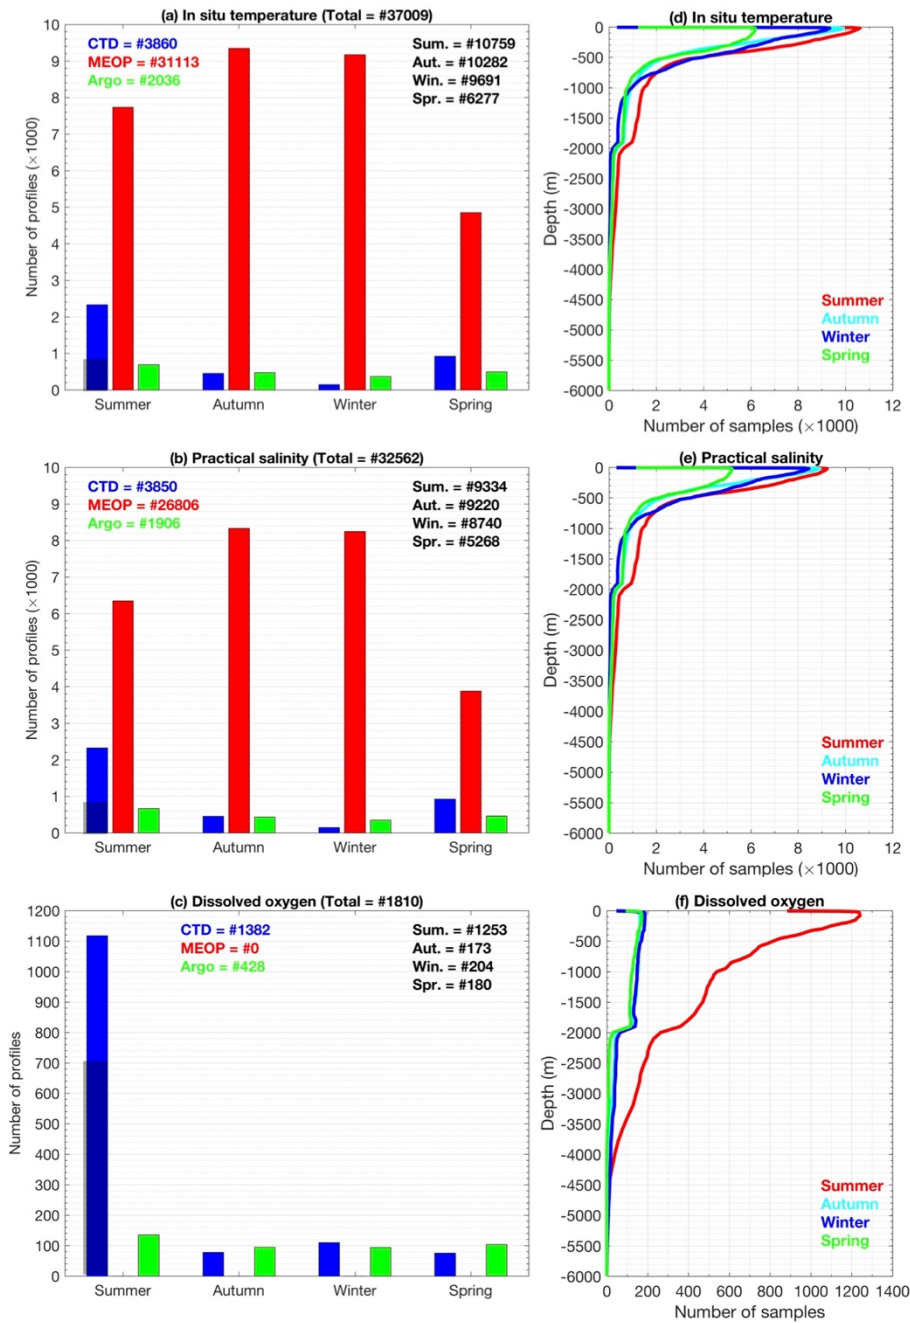 (a) In situ temperature (Total = #37009)
CTD = #3860
MEOP = #31113
Argo = #2036
Sum. = #10759
Aut. = #10282
Win. = #9691
Spr. = #6277
Number of profiles (×1000)
10
9
8
7
6
5
4
3
2
1
0
Summer
Autumn
Winter
Spring
(d) In situ temperature
Depth (m)
0
-500
-1000
-1500
-2000
-2500
-3000
-3500
-4000
-4500
-5000
-5500
-6000
Summer
Autumn
Winter
Spring
0 2 4 6 8 10 12
Number of samples (×1000)
(b) Practical salinity (Total = #32562)
CTD = #3850
MEOP = #26806
Argo = #1906
Sum. = #9334
Aut. = #9220
Win. = #8740
Spr. = #5268
Number of profiles (×1000)
10
9
8
7
6
5
4
3
2
1
0
Summer
Autumn
Winter
Spring
(e) Practical salinity
Depth (m)
0
-500
-1000
-1500
-2000
-2500
-3000
-3500
-4000
-4500
-5000
-5500
-6000
Summer
Autumn
Winter
Spring
0 2 4 6 8 10 12
Number of samples (×1000)
(c) Dissolved oxygen (Total = #1810)
CTD = #1382
MEOP = #0
Argo = #428
Sum. = #1253
Aut. = #173
Win. = #204
Spr. = #180
Number of profiles
1200
1100
1000
900
800
700
600
500
400
300
200
100
0
Summer
Autumn
Winter
Spring
(f) Dissolved oxygen
Depth (m)
0
-500
-1000
-1500
-2000
-2500
-3000
-3500
-4000
-4500
-5000
-5500
-6000
Summer
Autumn
Winter
Spring
0 200 400 600 800 1000 1200 1400
Number of samples